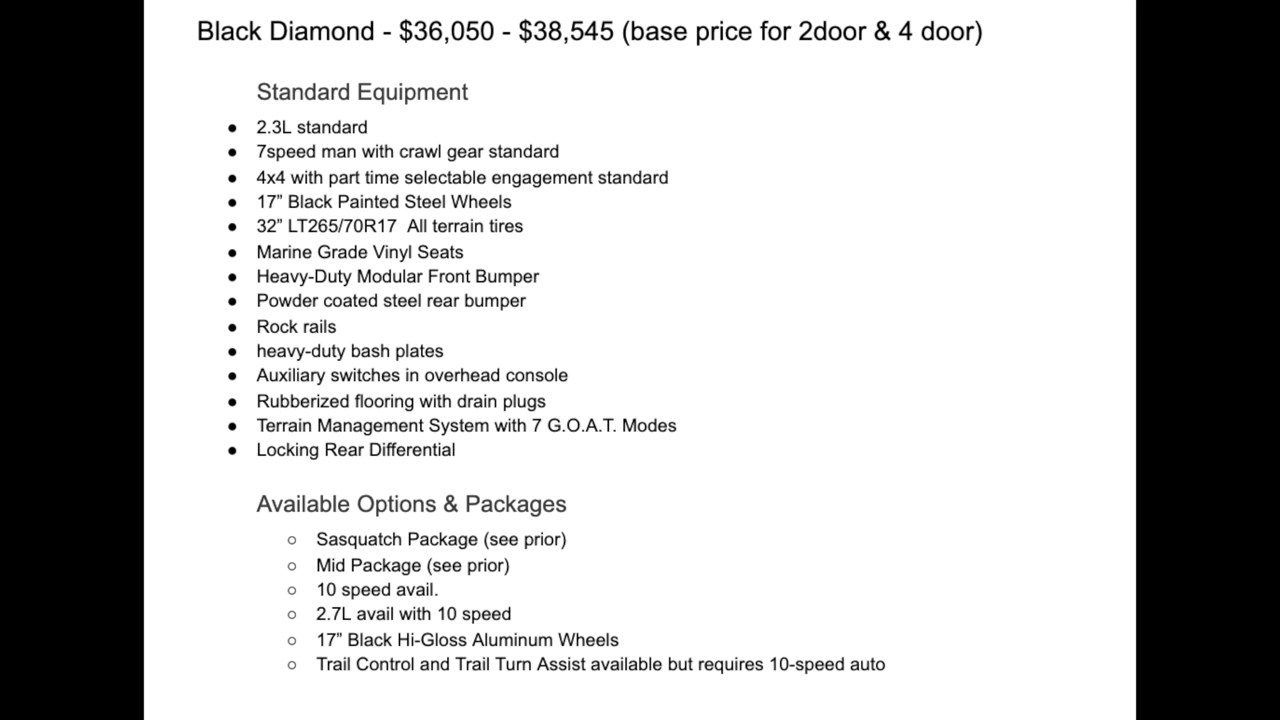 Black Diamond - $36,050 - $38,545 (base price for 2door & 4 door)
Standard Equipment
● 2.3L standard
● 7speed man with crawl gear standard
● 4x4 with part time selectable engagement standard
● 17” Black Painted Steel Wheels
● 32” LT265/70R17  All terrain tires
● Marine Grade Vinyl Seats
● Heavy-Duty Modular Front Bumper
● Powder coated steel rear bumper
● Rock rails
● heavy-duty bash plates
● Auxiliary switches in overhead console
● Rubberized flooring with drain plugs
● Terrain Management System with 7 G.O.A.T. Modes
● Locking Rear Differential
Available Options & Packages
○ Sasquatch Package (see prior)
○ Mid Package (see prior)
○ 10 speed avail.
○ 2.7L avail with 10 speed
○ 17” Black Hi-Gloss Aluminum Wheels
○ Trail Control and Trail Turn Assist available but requires 10-speed auto